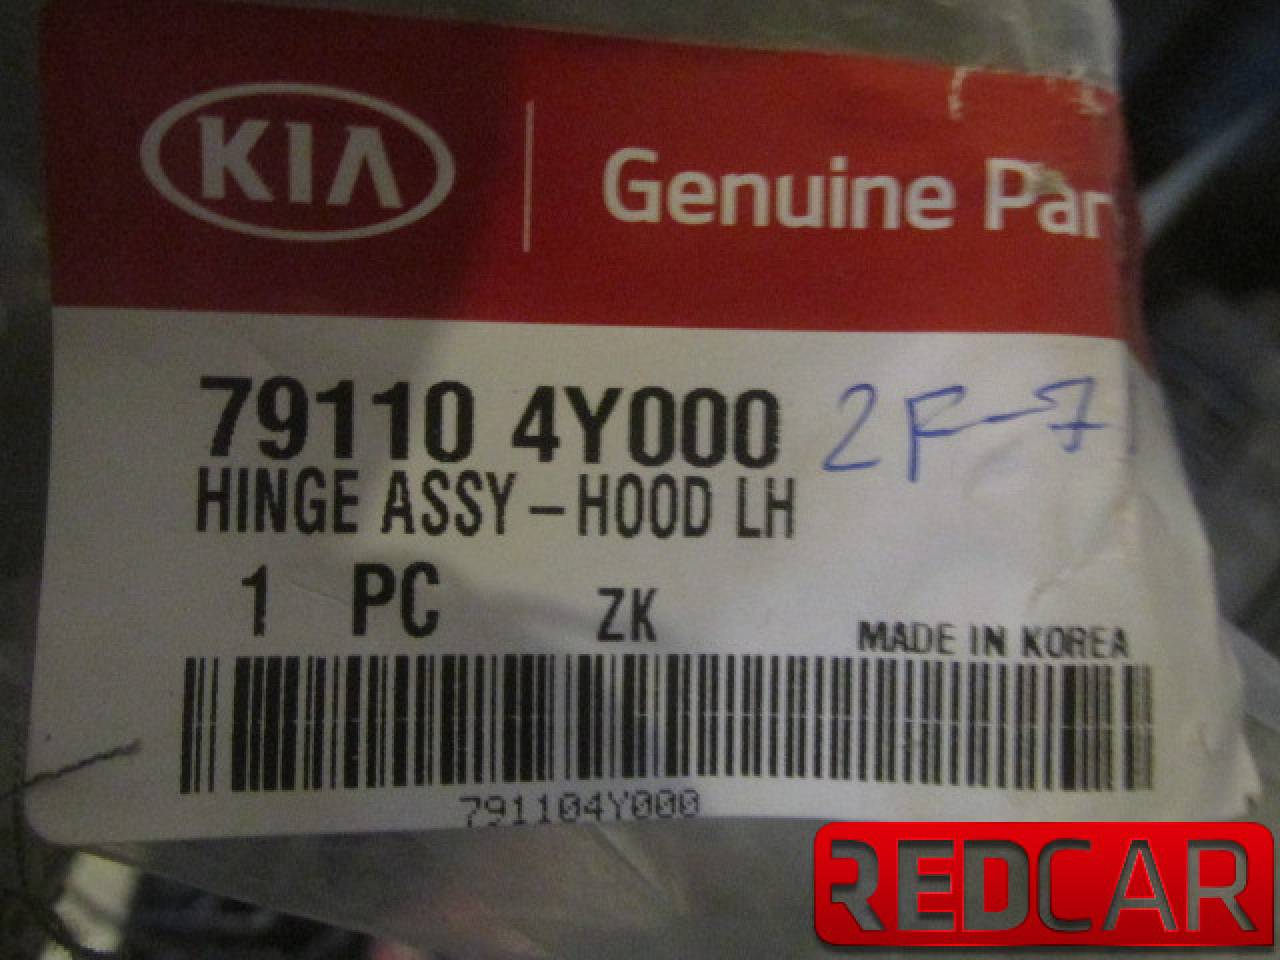 KIA
Genuine Par
79110 4Y000
2F-7
HINGE ASSY-HOOD LH
1 PC ZK
MADE IN KOREA
791104Y000
REDCAR